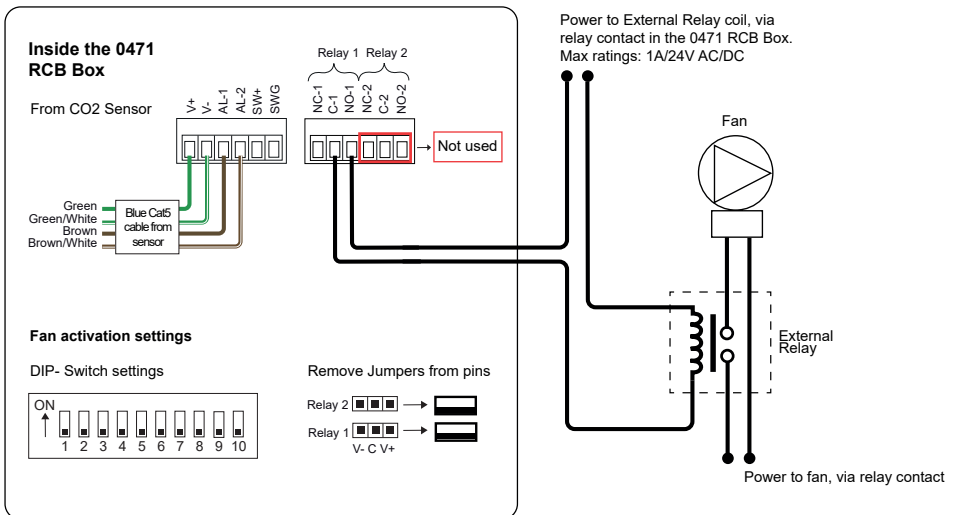 Power to External Relay coil, via
relay contact in the 0471 RCB Box.
Max ratings: 1A/24V AC/DC
Inside the 0471
RCB Box
Relay 1 Relay 2
From CO2 Sensor
V+
V-
AL-1
AL-2
SW+
SWG
NC-1
C-1
NO-1
NC-2
C-2
NO-2
Not used
Fan
Green
Green/White
Brown
Brown/White
Blue Cat5
cable from
sensor
External
Relay
Fan activation settings
DIP- Switch settings
Remove Jumpers from pins
ON
1 2 3 4 5 6 7 8 9 10
Relay 2
Relay 1
V- C V+
Power to fan, via relay contact